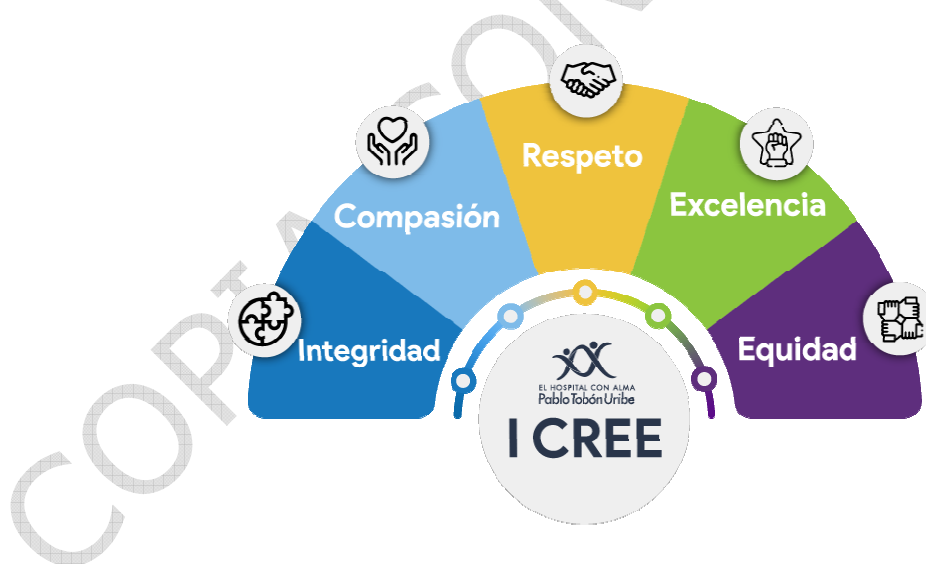 Respeto
Compasión
Excelencia
Integridad
Equidad
EL HOSPITAL CON ALMA
Pablo Tobón Uribe
I CREE